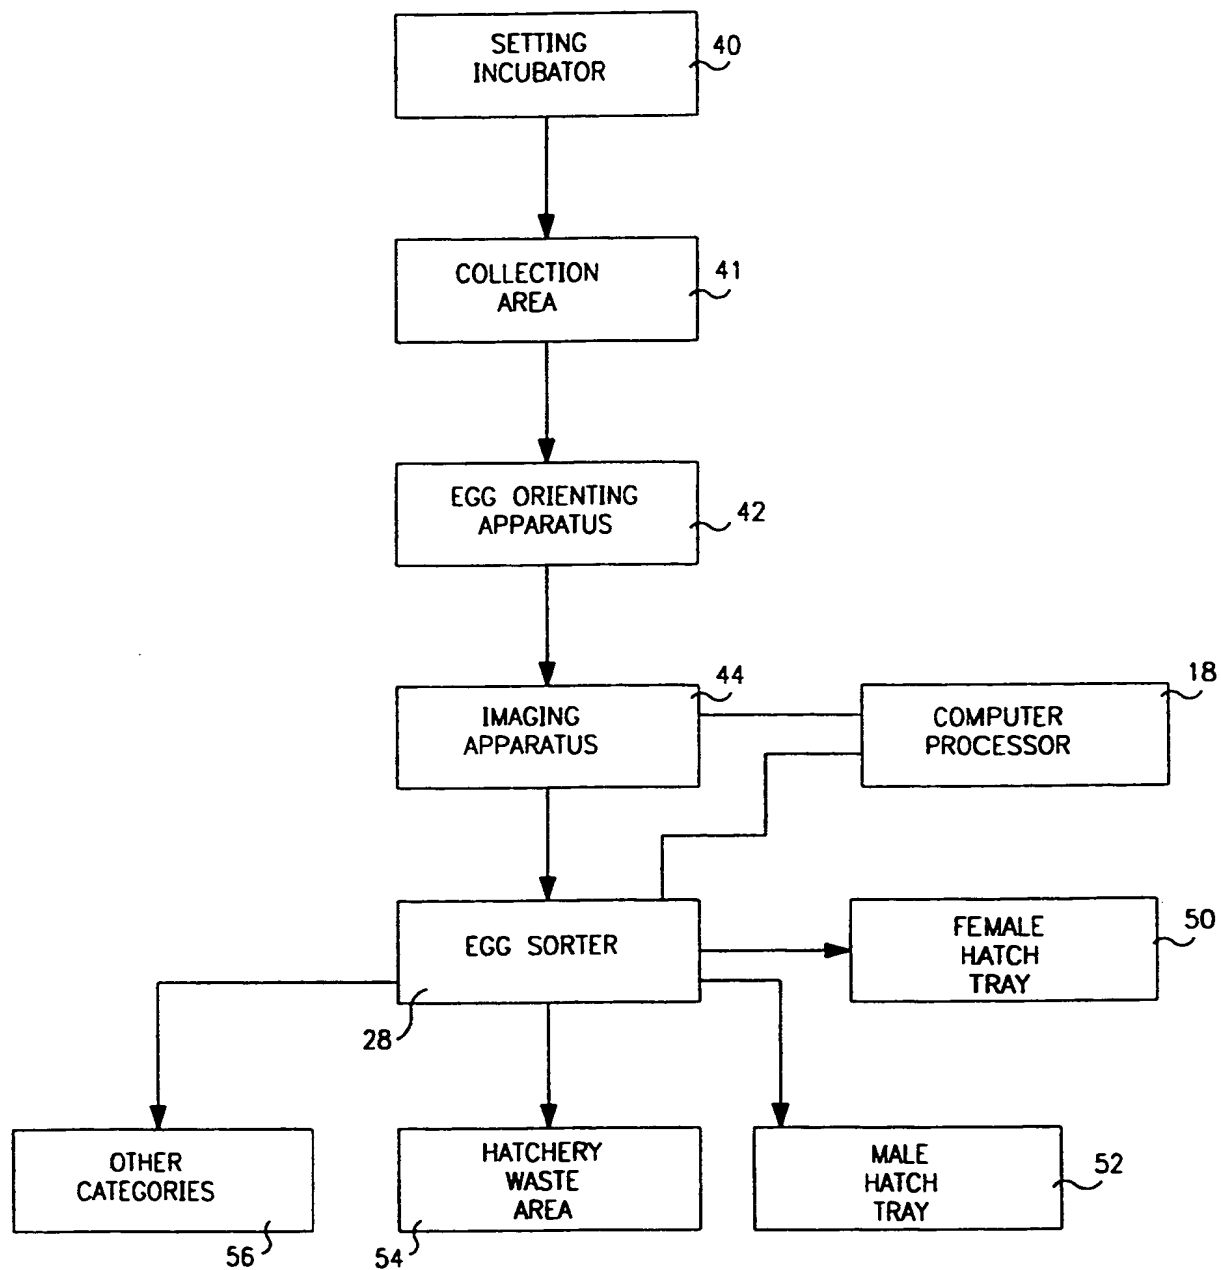 SETTING
INCUBATOR
40
COLLECTION
AREA
41
EGG ORIENTING
APPARATUS
42
IMAGING
APPARATUS
44
COMPUTER
PROCESSOR
18
EGG SORTER
28
FEMALE
HATCH
TRAY
50
OTHER
CATEGORIES
56
HATCHERY
WASTE
AREA
54
MALE
HATCH
TRAY
52